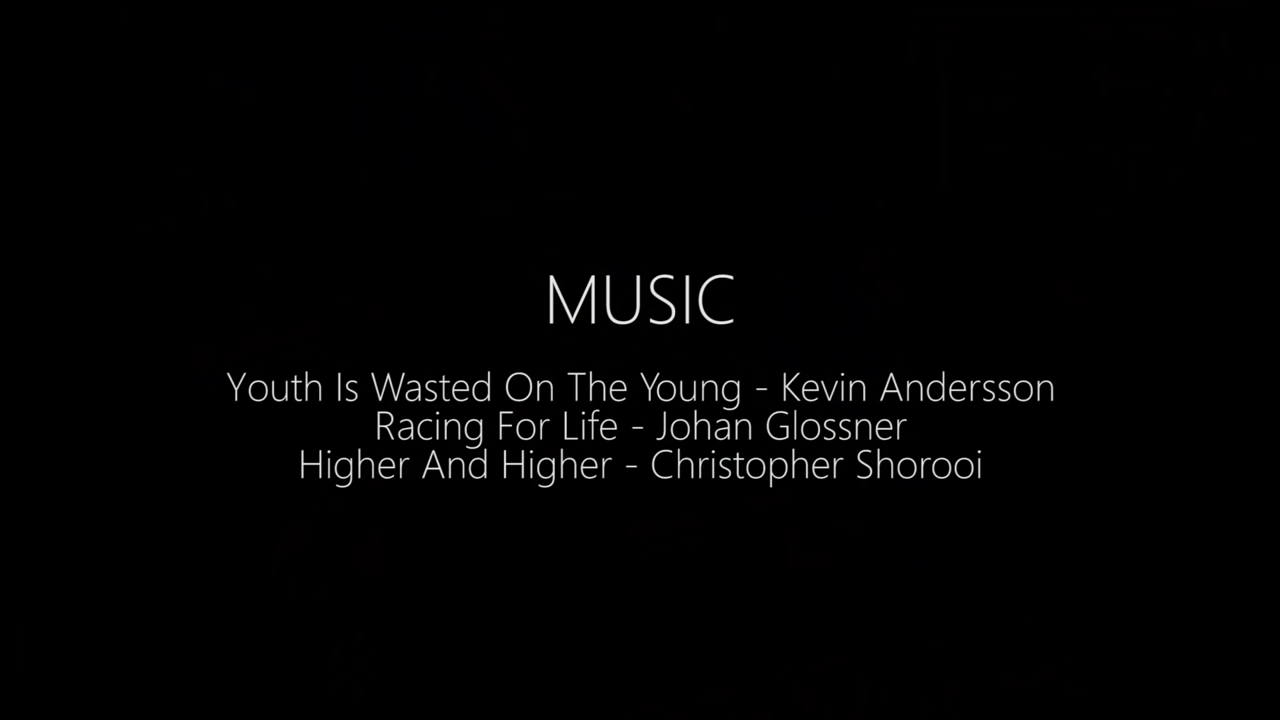 MUSIC
Youth Is Wasted On The Young - Kevin Andersson
Racing For Life - Johan Glossner
Higher And Higher - Christopher Shorooi